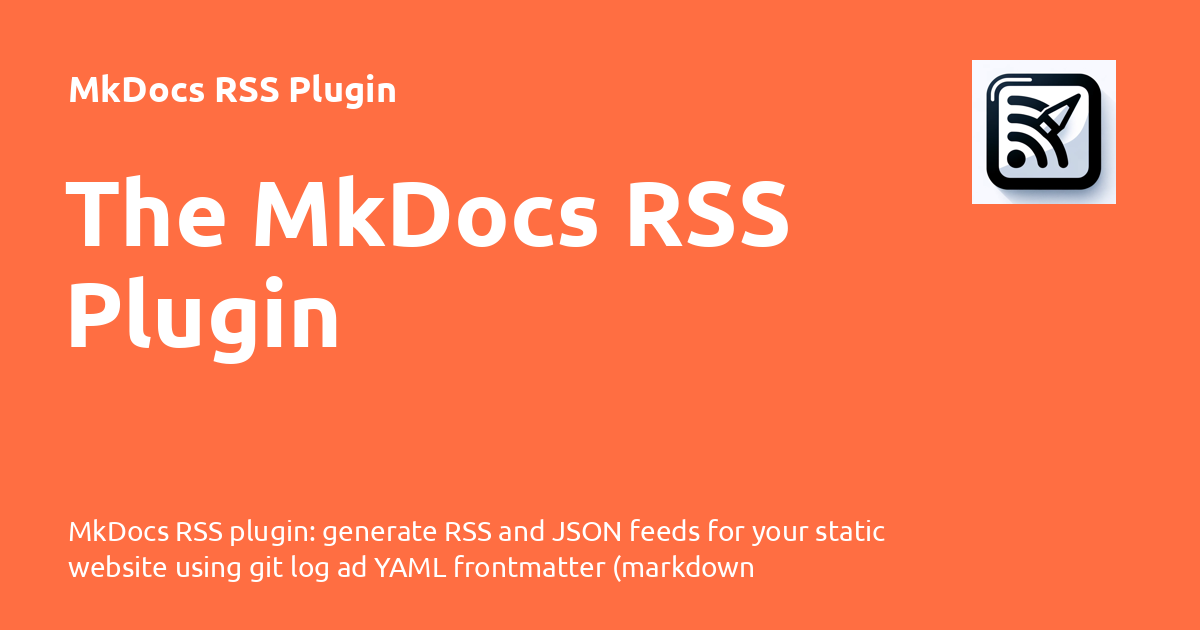 MkDocs RSS Plugin
The MkDocs RSS
Plugin
MkDocs RSS plugin: generate RSS and JSON feeds for your static
website using git log ad YAML frontmatter (markdown